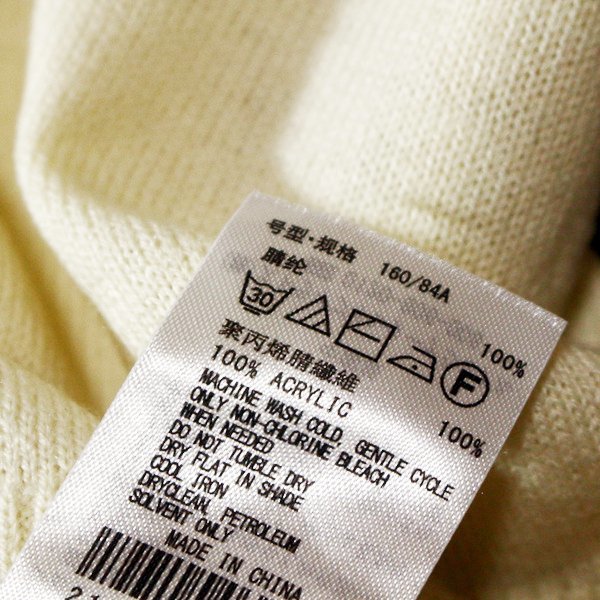 号型·规格 160/84A
腈纶 100%
30 F
聚丙烯腈纖維
100% ACRYLIC 100%
MACHINE WASH COLD, GENTLE CYCLE
ONLY NON-CHLORINE BLEACH
WHEN NEEDED
DO NOT TUMBLE DRY
DRY FLAT IN SHADE
COOL IRON
DRYCLEAN, PETROLEUM
SOLVENT ONLY
MADE IN CHINA